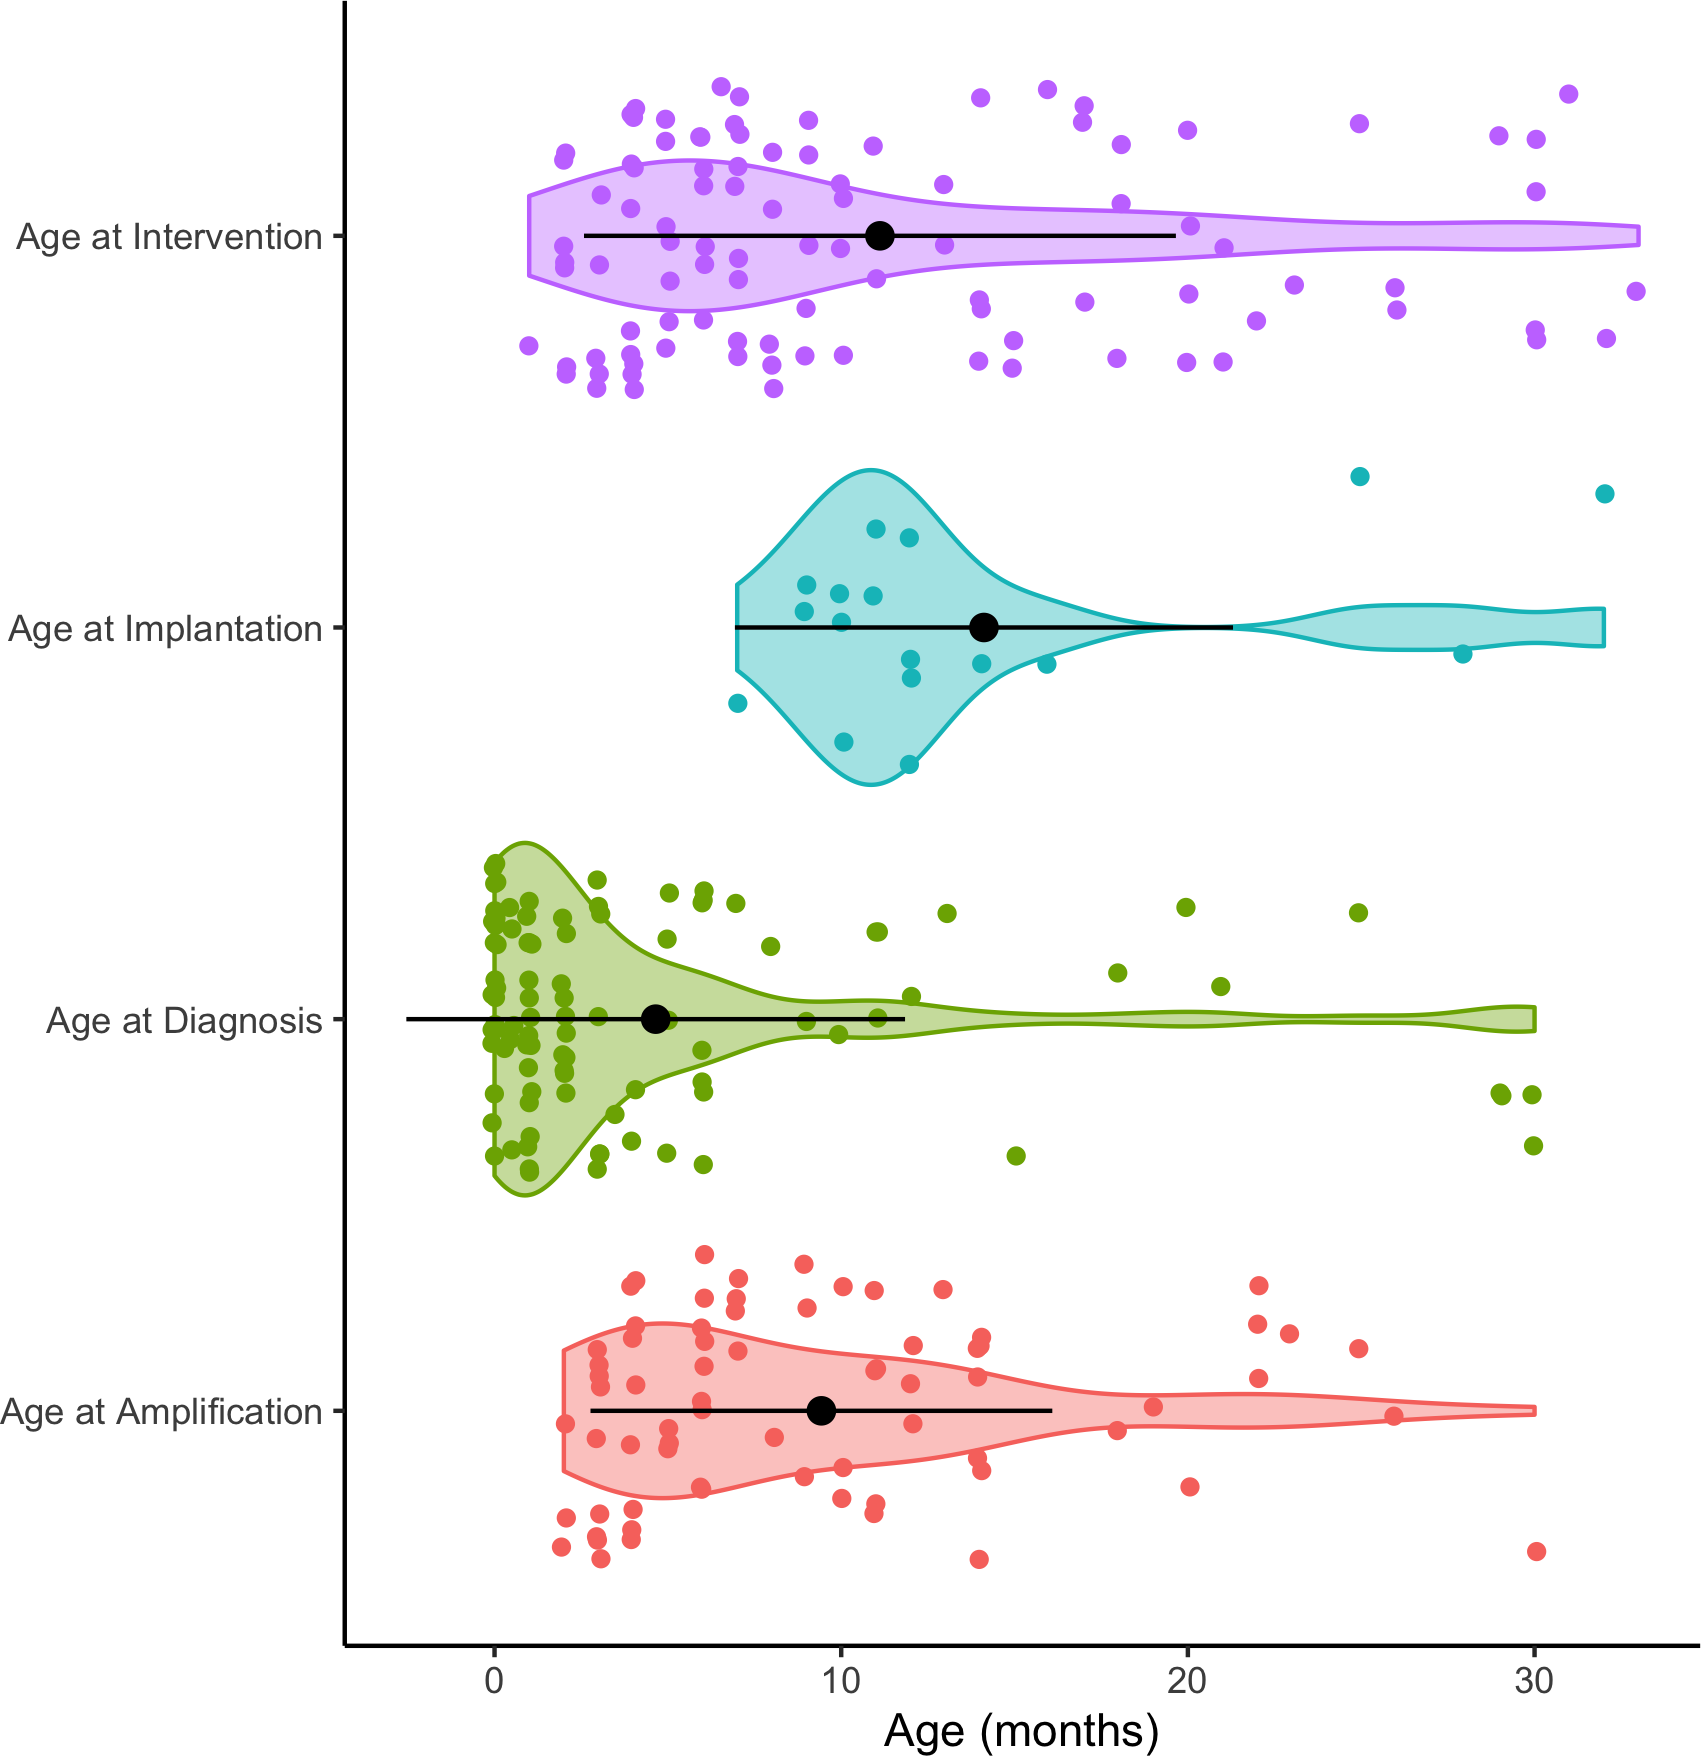 Age at Intervention
Age at Implantation
Age at Diagnosis
Age at Amplification
0 10 20 30
Age (months)